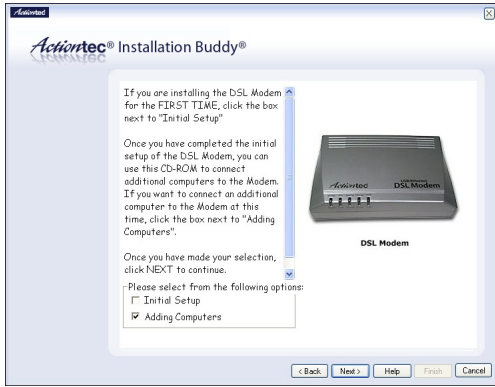 Actiontec
Actiontec® Installation Buddy®
If you are installing the DSL Modem
for the FIRST TIME, click the box
next to "Initial Setup"
Once you have completed the initial
setup of the DSL Modem, you can
use this CD-ROM to connect
additional computers to the Modem.
If you want to connect an additional
computer to the Modem at this
time, click the box next to "Adding
Computers".
Once you have made your selection,
click NEXT to continue.
Actiontec
DSL Modem
DSL Modem
Please select from the following options:
Initial Setup
Adding Computers
< Back
Next >
Help
Finish
Cancel